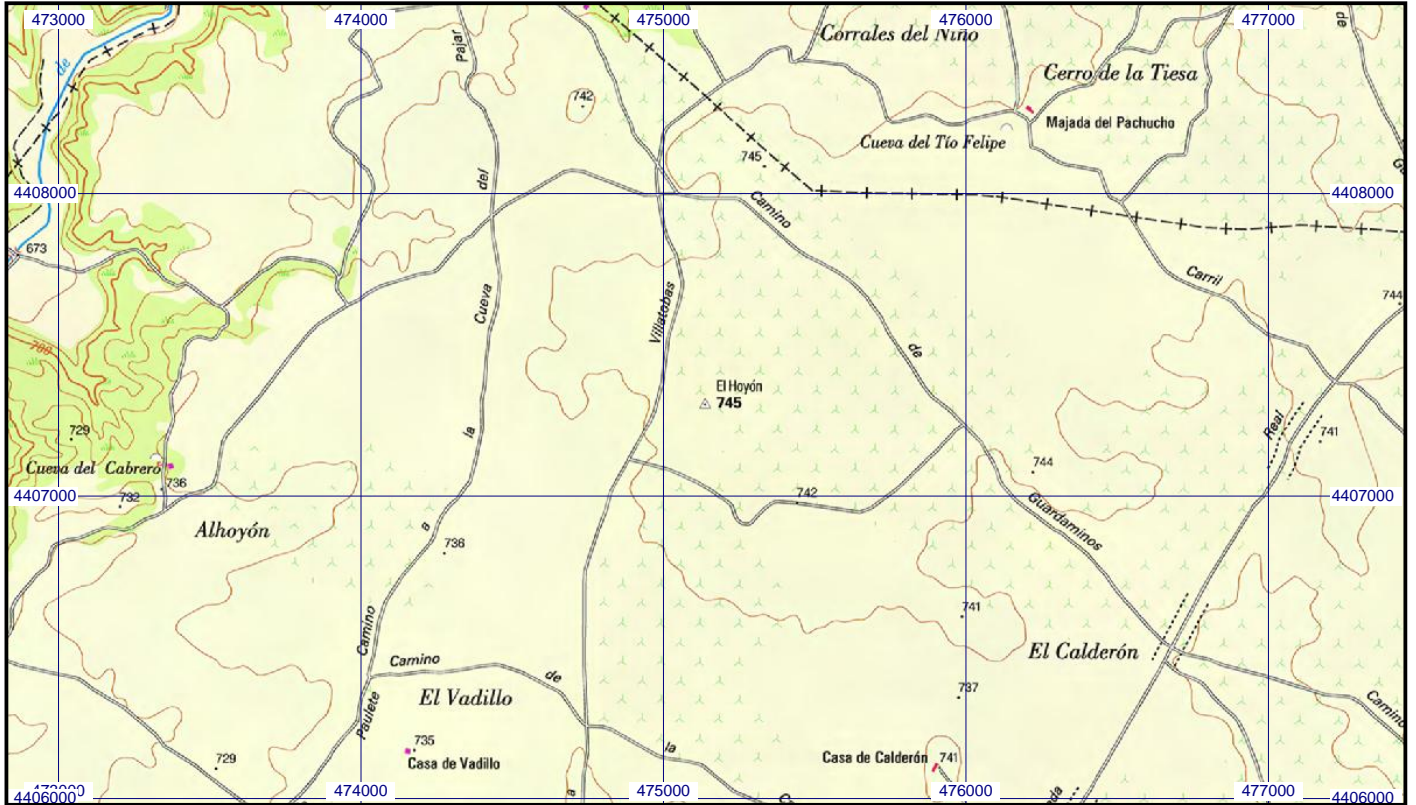 473000
474000
475000
476000
477000
de
Pajar
Corrales del Niño
de
Cerro de la Tiesa
742
Majada del Pachucho
Cueva del Tío Felipe
745
del
4408000
4408000
Camino
673
Carril
Cueva
Villatobas
744
700
de
El Hoyón
745
729
la
Real
741
Cueva del Cabrero
736
744
732
742
4407000
4407000
Guardaminos
Alhoyón
a
736
741
Camino
El Calderón
Camino
de
737
El Vadillo
Paulete
Camino
735
la
Casa de Vadillo
Casa de Calderón
741
729
a
4406000
474000
475000
476000
477000
4406000